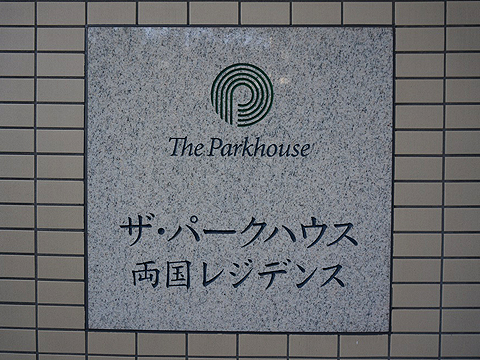 The Parkhouse
ザ・パークハウス
両国レジデンス